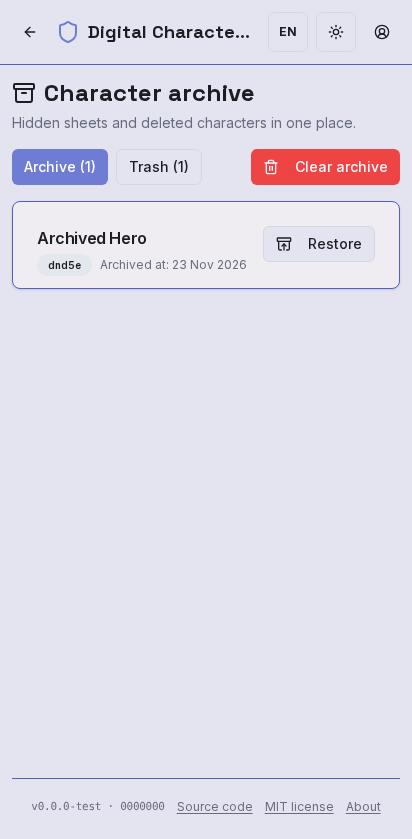 Digital Characte... EN
Character archive
Hidden sheets and deleted characters in one place.
Archive (1) Trash (1) Clear archive
Archived Hero
Restore
dnd5e Archived at: 23 Nov 2026
v0.0.0-test · 0000000 Source code MIT license About